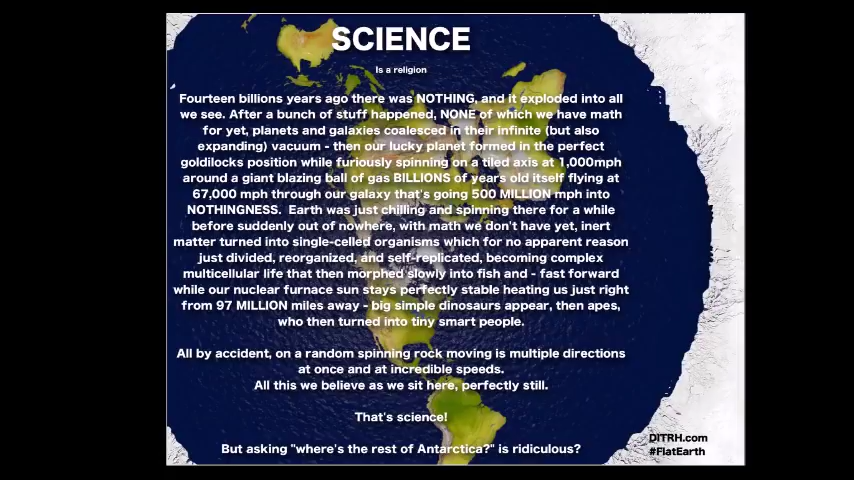 SCIENCE
Is a religion
Fourteen billions years ago there was NOTHING, and it exploded into all
we see. After a bunch of stuff happened, NONE of which we have math
for yet, planets and galaxies coalesced in their infinite (but also
expanding) vacuum - then our lucky planet formed in the perfect
goldilocks position while furiously spinning on a tiled axis at 1,000mph
around a giant blazing ball of gas BILLIONS of years old itself flying at
67,000 mph through our galaxy that's going 500 MILLION mph into
NOTHINGNESS. Earth was just chilling and spinning there for a while
before suddenly out of nowhere, with math we don't have yet, inert
matter turned into single-celled organisms which for no apparent reason
just divided, reorganized, and self-replicated, becoming complex
multicellular life that then morphed slowly into fish and - fast forward
while our nuclear furnace sun stays perfectly stable heating us just right
from 97 MILLION miles away - big simple dinosaurs appear, then apes,
who then turned into tiny smart people.
All by accident, on a random spinning rock moving is multiple directions
at once and at incredible speeds.
All this we believe as we sit here, perfectly still.
That's science!
But asking "where's the rest of Antarctica?" is ridiculous?
DITRH.com
#FlatEarth